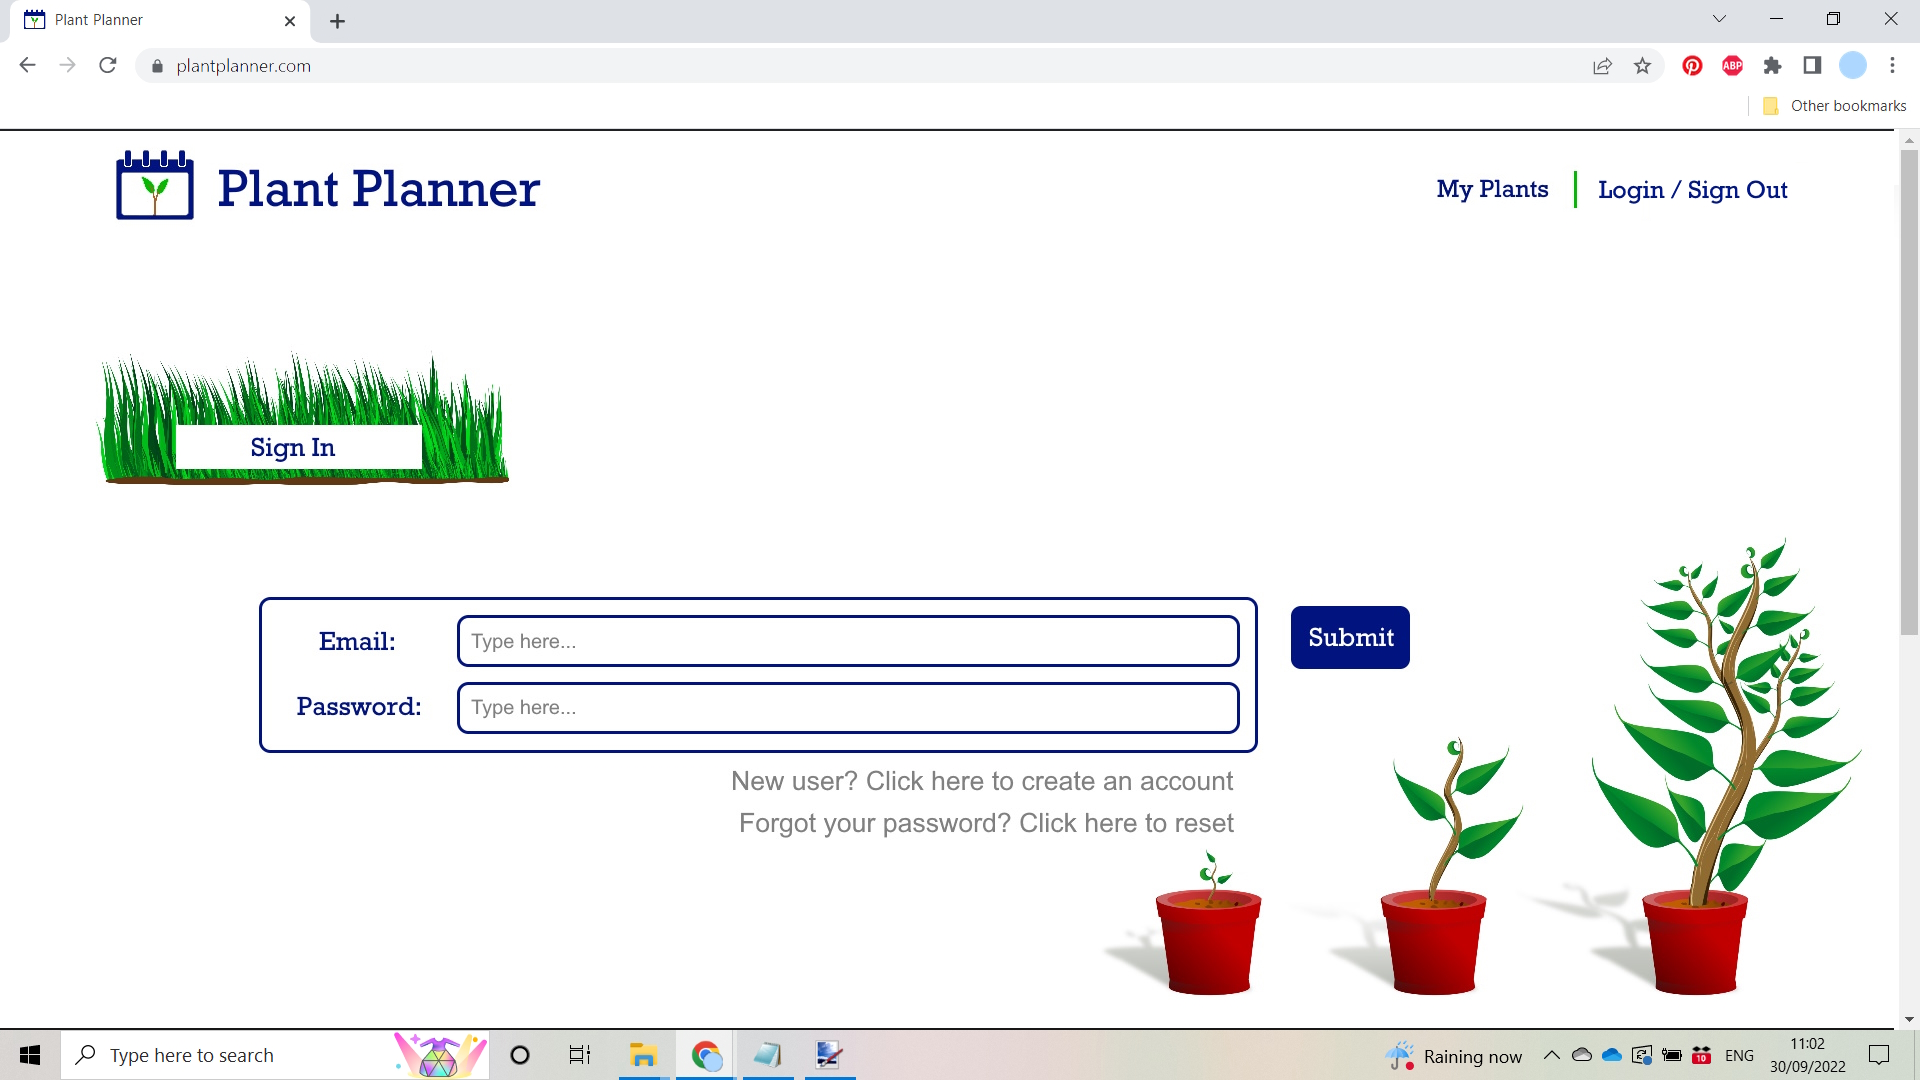 Plant Planner
plantplanner.com
ABP
Other bookmarks
Plant Planner
My Plants
Login / Sign Out
Sign In
Email:
Type here...
Submit
Password:
Type here...
New user? Click here to create an account
Forgot your password? Click here to reset
Type here to search
Raining now
10
ENG
11:02
30/09/2022